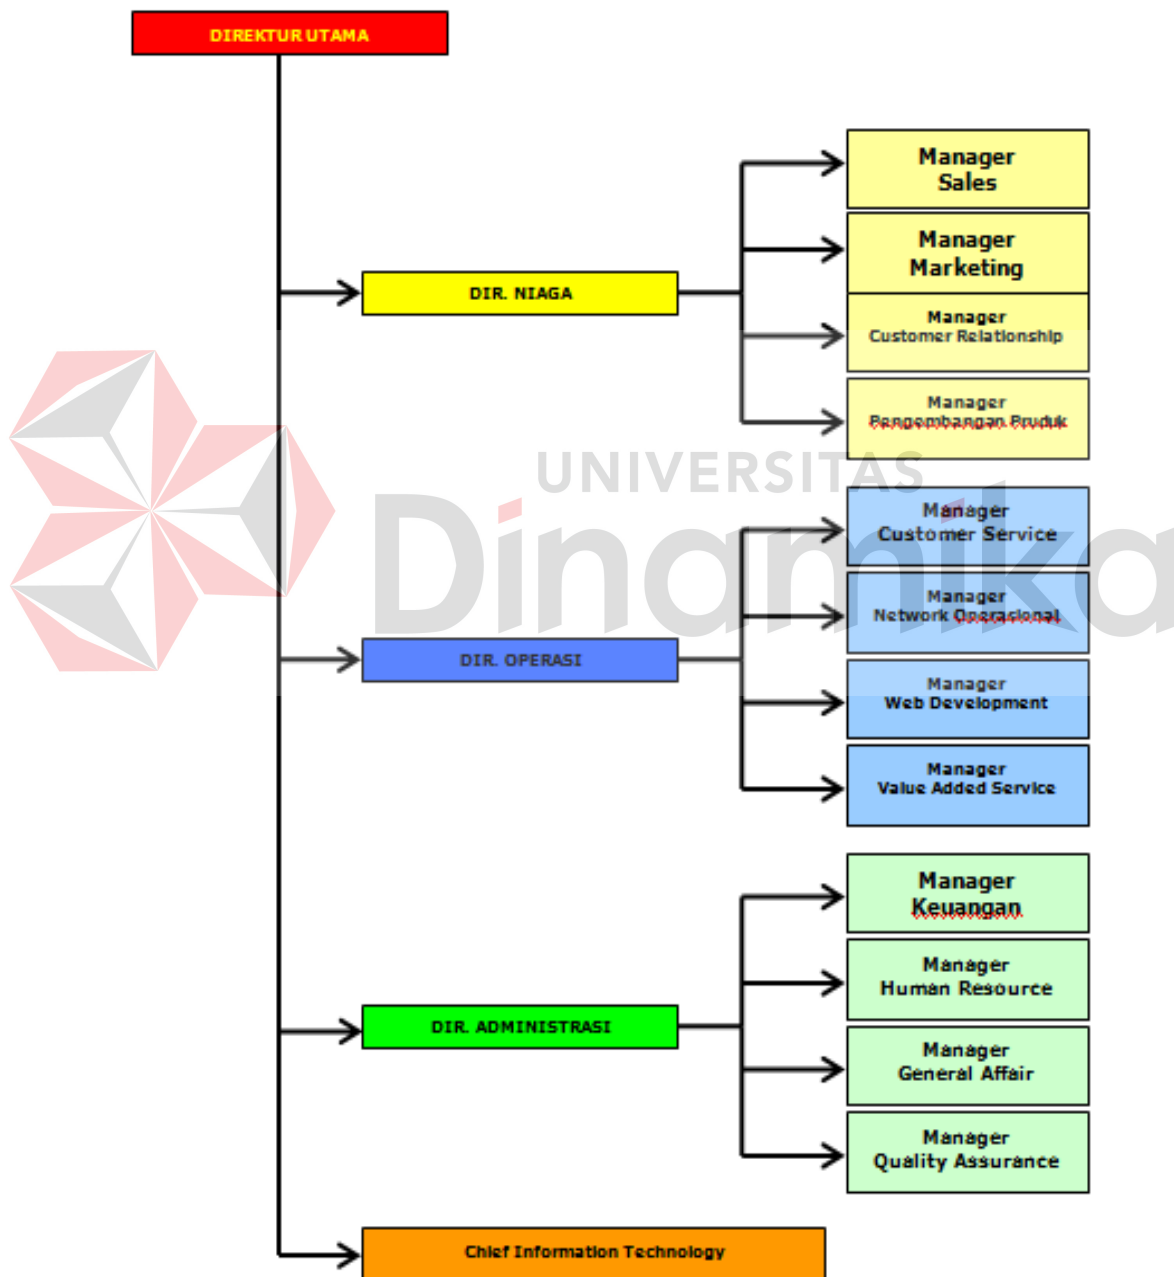 DIREKTUR UTAMA
Manager
Sales
Manager
Marketing
DIR. NIAGA
Manager
Customer Relationship
Manager
Pengembangan Pruduk
UNIVERSITAS
Dinamika
Manager
Customer Service
Manager
Network Operasional
DIR. OPERASI
Manager
Web Development
Manager
Value Added Service
Manager
Keuangan
Manager
Human Resource
DIR. ADMINISTRASI
Manager
General Affair
Manager
Quality Assurance
Chief Information Technology